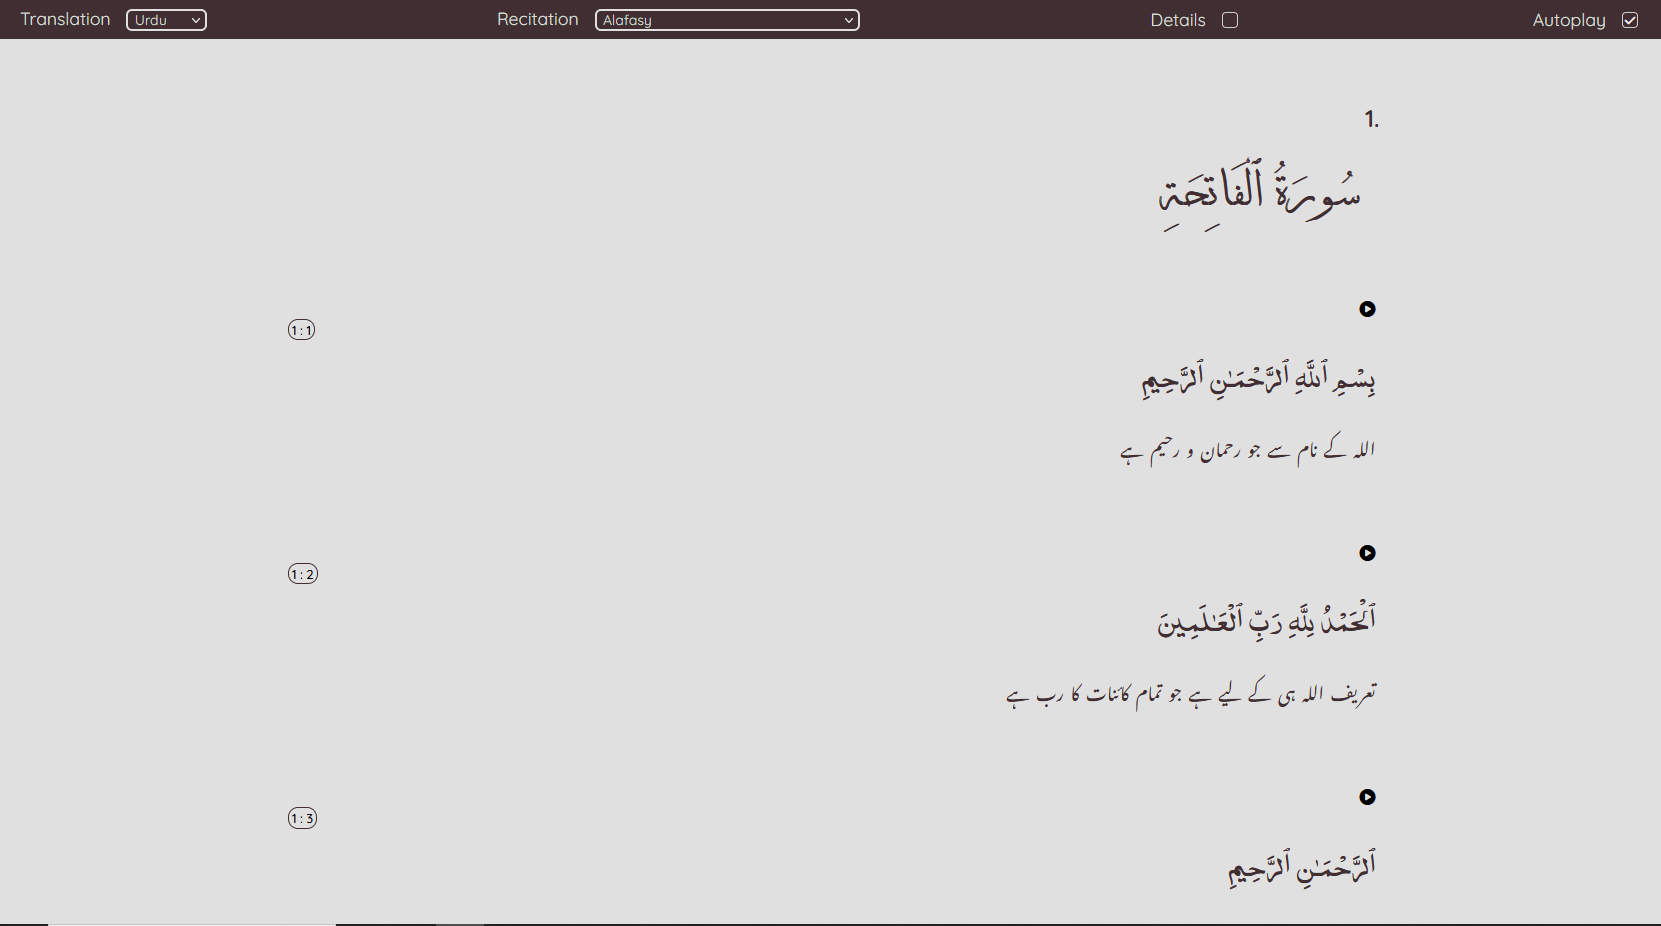 Translation Urdu Recitation Alafasy Details Autoplay
1.
سُورَةُ ٱلْفَاتِحَةِ
1 : 1
بِسْمِ ٱللَّهِ ٱلرَّحْمَـٰنِ ٱلرَّحِيمِ
اللہ کے نام سے جو رحمان و رحیم ہے
1 : 2
ٱلْحَمْدُ لِلَّهِ رَبِّ ٱلْعَـٰلَمِينَ
تعریف اللہ ہی کے لیے ہے جو تمام کائنات کا رب ہے
1 : 3
ٱلرَّحْمَـٰنِ ٱلرَّحِيمِ